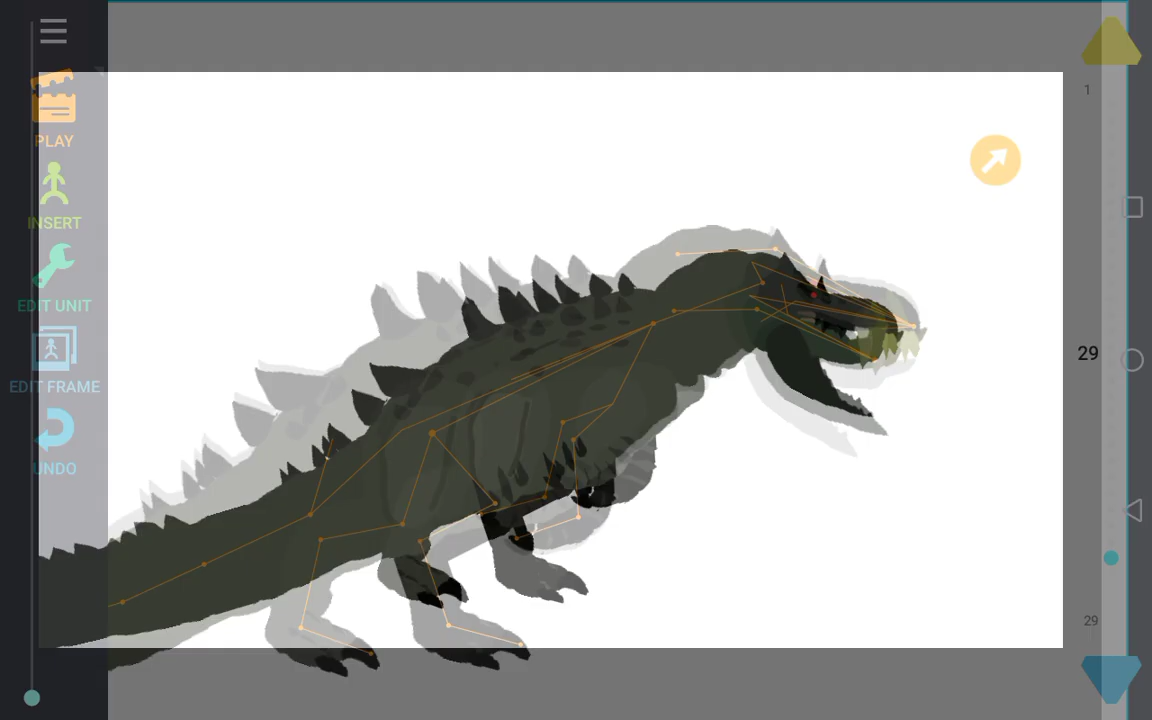 PLAY
INSERT
EDIT UNIT
EDIT FRAME
UNDO
1
29
29